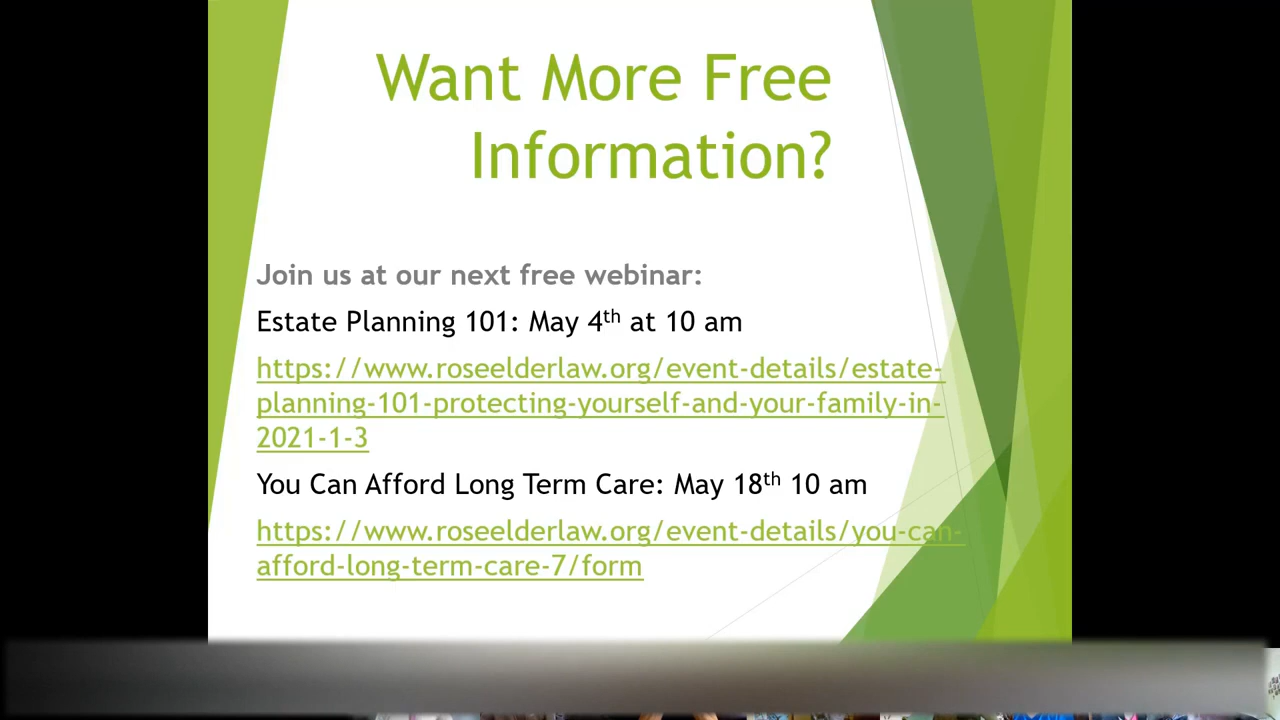 Want More Free
Information?
Join us at our next free webinar:
Estate Planning 101: May 4th at 10 am
https://www.roseelderlaw.org/event-details/estate-
planning-101-protecting-yourself-and-your-family-in-
2021-1-3
You Can Afford Long Term Care: May 18th 10 am
https://www.roseelderlaw.org/event-details/you-can-
afford-long-term-care-7/form